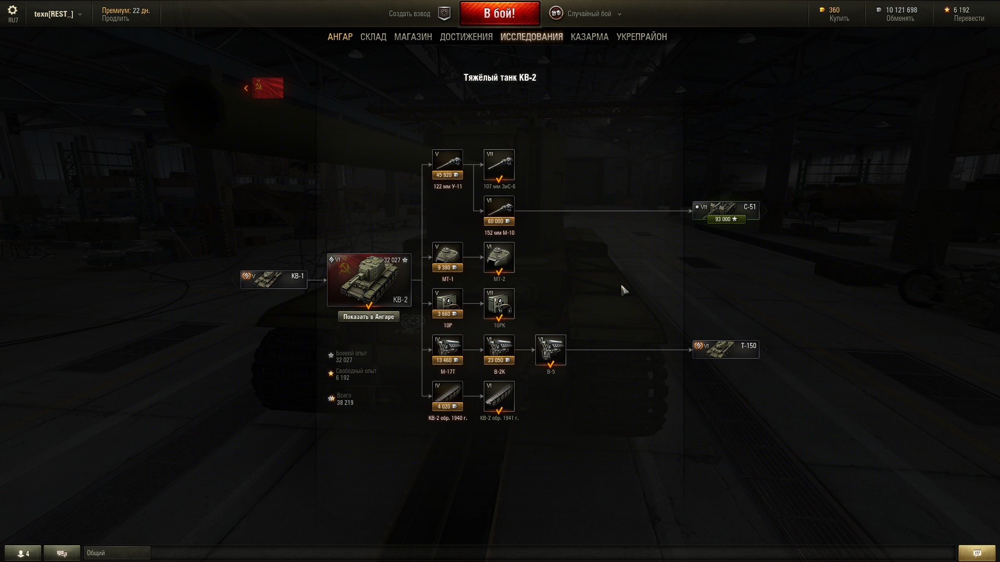 RU7
texn[REST_]
Премиум: 22 дн.
Продлить
Создать взвод
В бой!
Случайный бой
360
Купить
10 121 698
Обменять
6 192
Перевести
АНГАР СКЛАД МАГАЗИН ДОСТИЖЕНИЯ ИССЛЕДОВАНИЯ КАЗАРМА УКРЕПРАЙОН
Тяжёлый танк КВ-2
V
45 920
122 мм У-11
VII
107 мм ЗиС-6
VI
60 000
152 мм М-10
VII С-51
93 000
V
9 380
МТ-1
VI
МТ-2
V КВ-1
VI 32 027
КВ-2
Показать в Ангаре
V
3 660
10Р
VII
10РК
IV
13 460
М-17Т
VI
23 050
В-2К
VI
В-5
VI Т-150
Боевой опыт
32 027
Свободный опыт
6 192
Всего
38 219
IV
4 020
КВ-2 обр. 1940 г.
VI
КВ-2 обр. 1941 г.
4
Общий